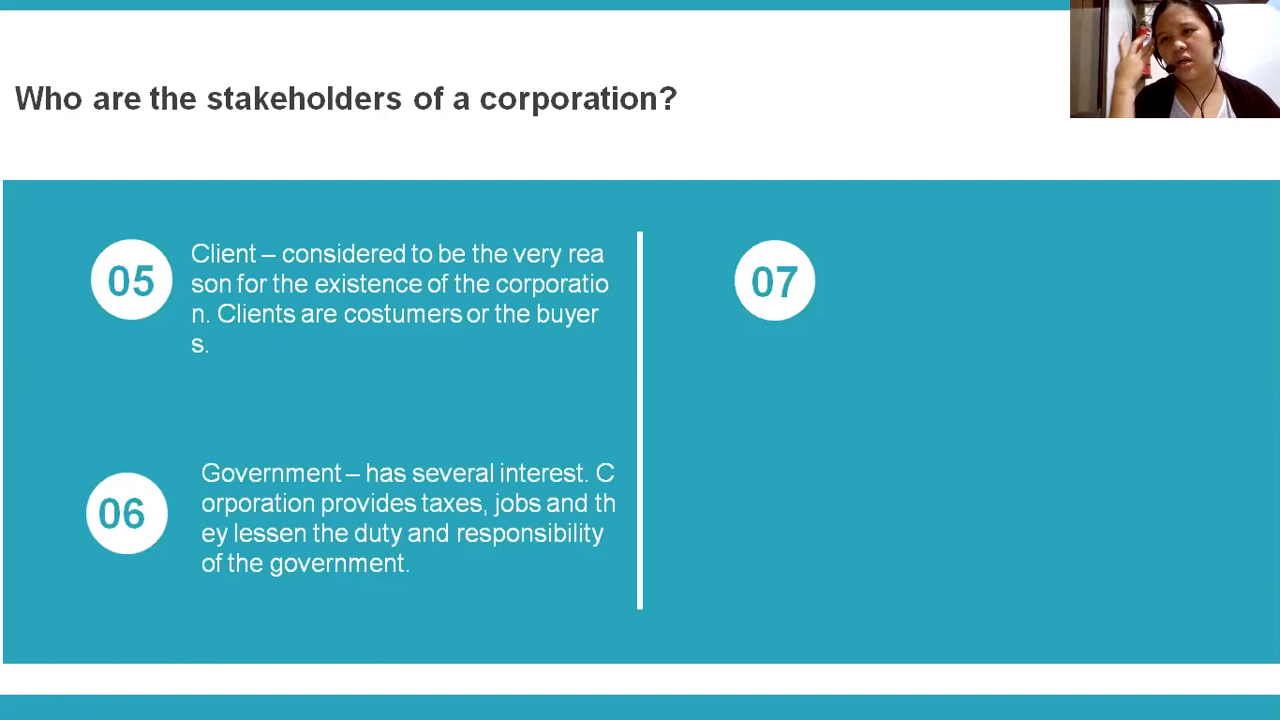 Who are the stakeholders of a corporation?
05
Client – considered to be the very rea
son for the existence of the corporatio
n. Clients are costumers or the buyer
s.
06
Government – has several interest. C
orporation provides taxes, jobs and th
ey lessen the duty and responsibility
of the government.
07